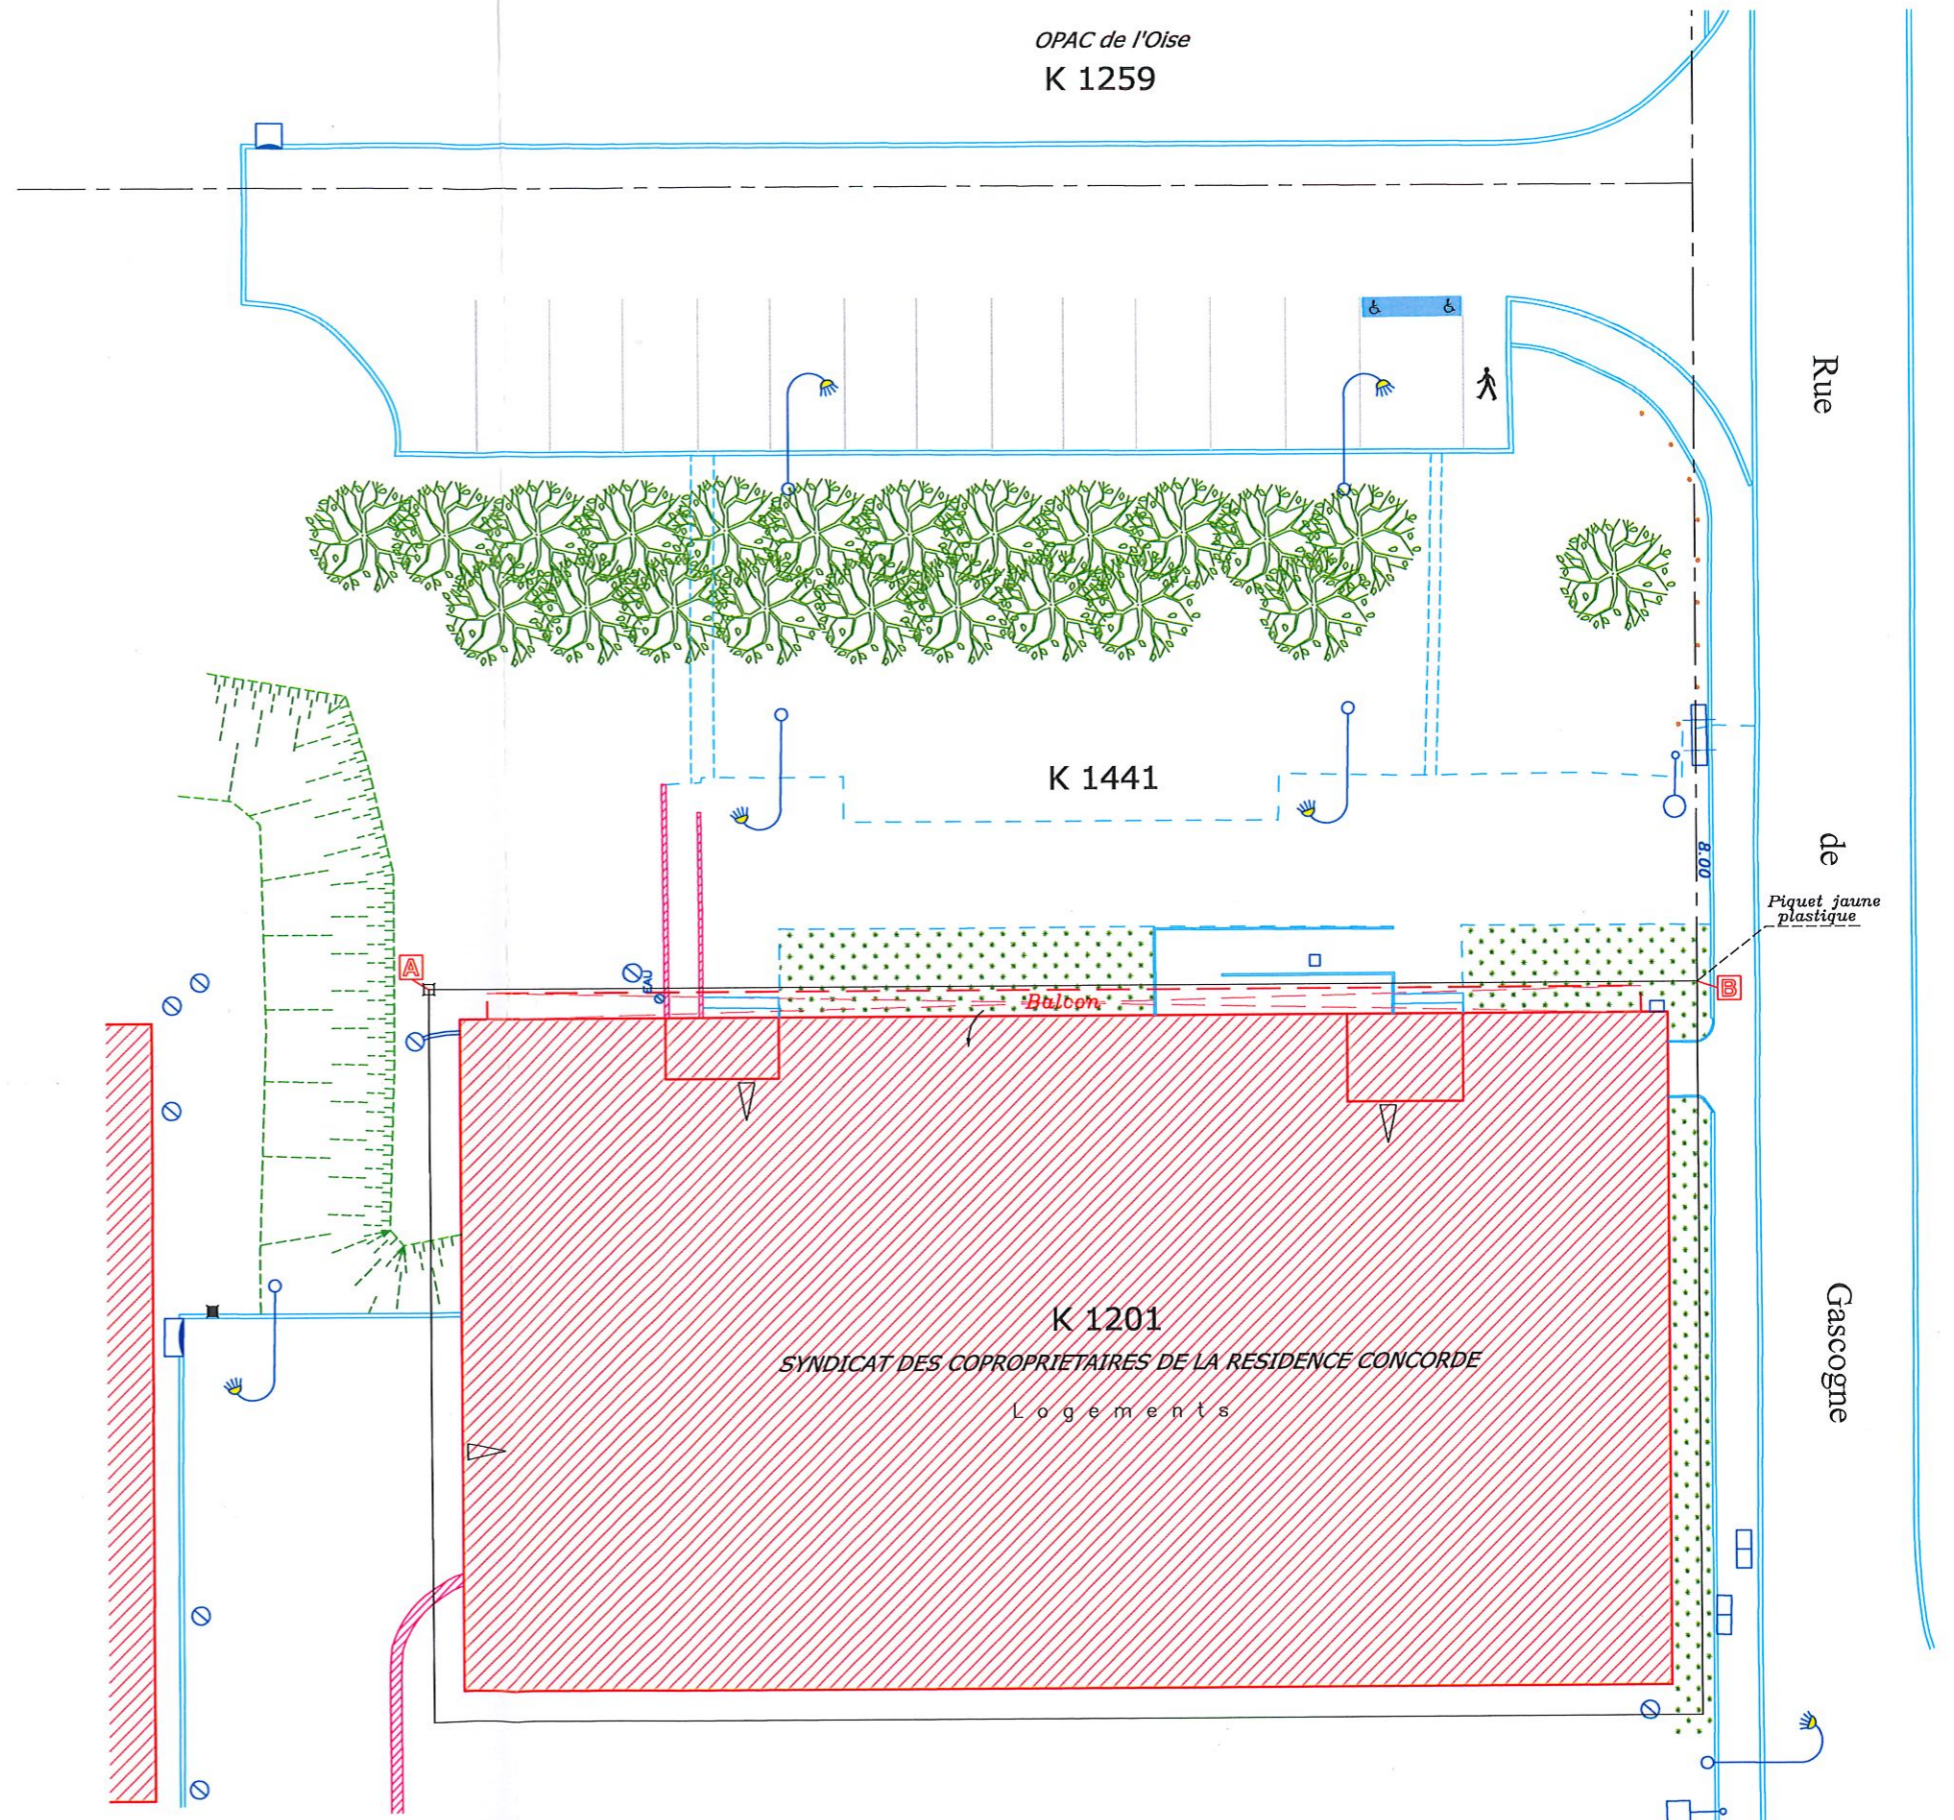 OPAC de l'Oise
K 1259
Rue
K 1441
de
8.00
Piquet jaune
plastique
A
EAU
B
Balcon
K 1201
SYNDICAT DES COPROPRIETAIRES DE LA RESIDENCE CONCORDE
Logements
Gascogne